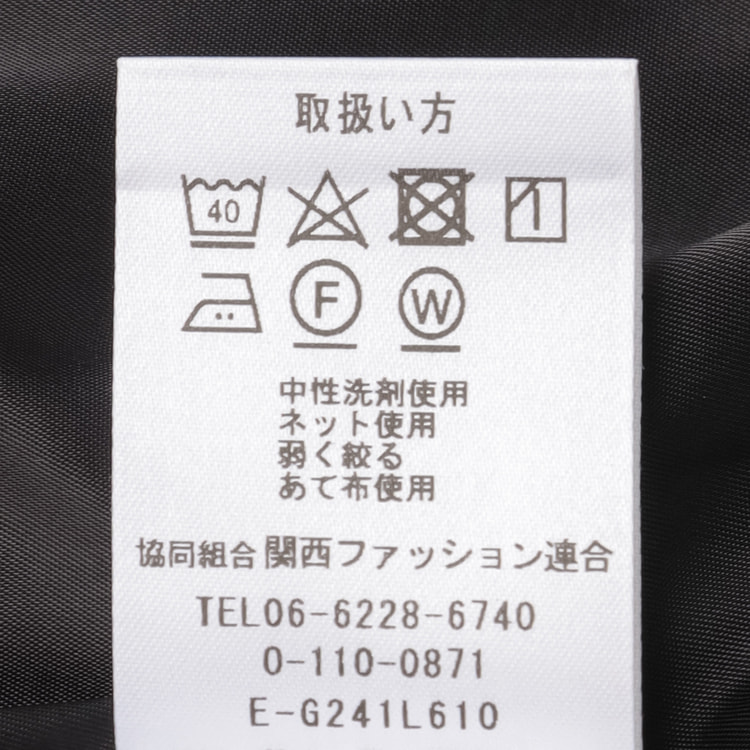 取扱い方
40
F W
中性洗剤使用
ネット使用
弱く絞る
あて布使用
協同組合 関西ファッション連合
TEL06-6228-6740
0-110-0871
E-G241L610